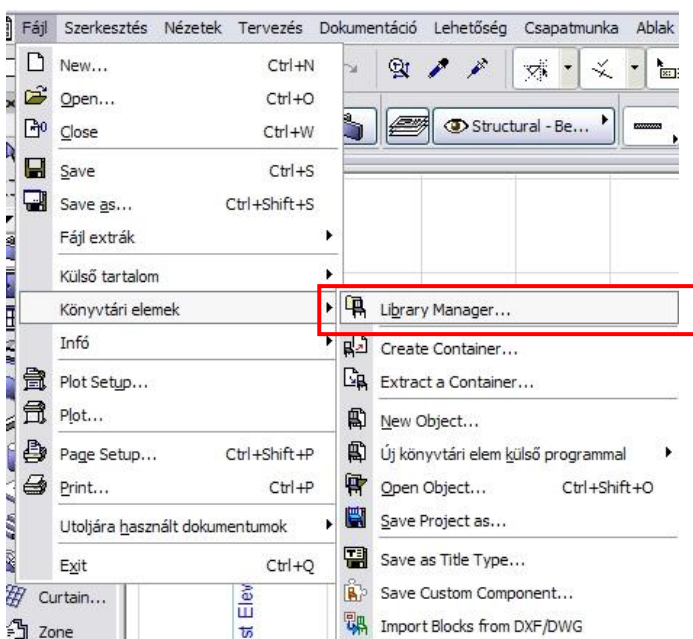 Fájl Szerkesztés Nézetek Tervezés Dokumentáció Lehetőség Csapatmunka Ablak
New... Ctrl+N
Open... Ctrl+O
Close Ctrl+W
Structural - Be...
Save Ctrl+S
Save as... Ctrl+Shift+S
Fájl extrák
Külső tartalom
Könyvtári elemek
Infó
Plot Setup...
Plot...
Page Setup... Ctrl+Shift+P
Print... Ctrl+P
Utoljára használt dokumentumok
Exit Ctrl+Q
Library Manager...
Create Container...
Extract a Container...
New Object...
Új könyvtári elem külső programmal
Open Object... Ctrl+Shift+O
Save Project as...
Save as Title Type...
Save Custom Component...
Import Blocks from DXF/DWG
Curtain...
Zone
st Elev